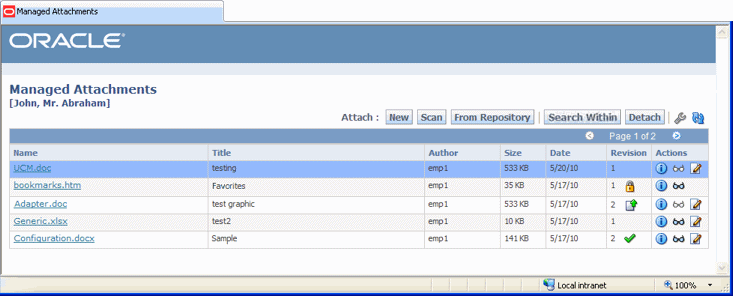 Managed Attachments
ORACLE
Managed Attachments
[John, Mr. Abraham]
Attach : New Scan From Repository | Search Within Detach |
Page 1 of 2
Name Title Author Size Date Revision Actions
UCM.doc testing emp1 533 KB 5/20/10 1
bookmarks.htm Favorites emp1 35 KB 5/17/10 1
Adapter.doc test graphic emp1 533 KB 5/17/10 2
Generic.xlsx test2 emp1 10 KB 5/17/10 1
Configuration.docx Sample emp1 141 KB 5/17/10 2
Local intranet 100%